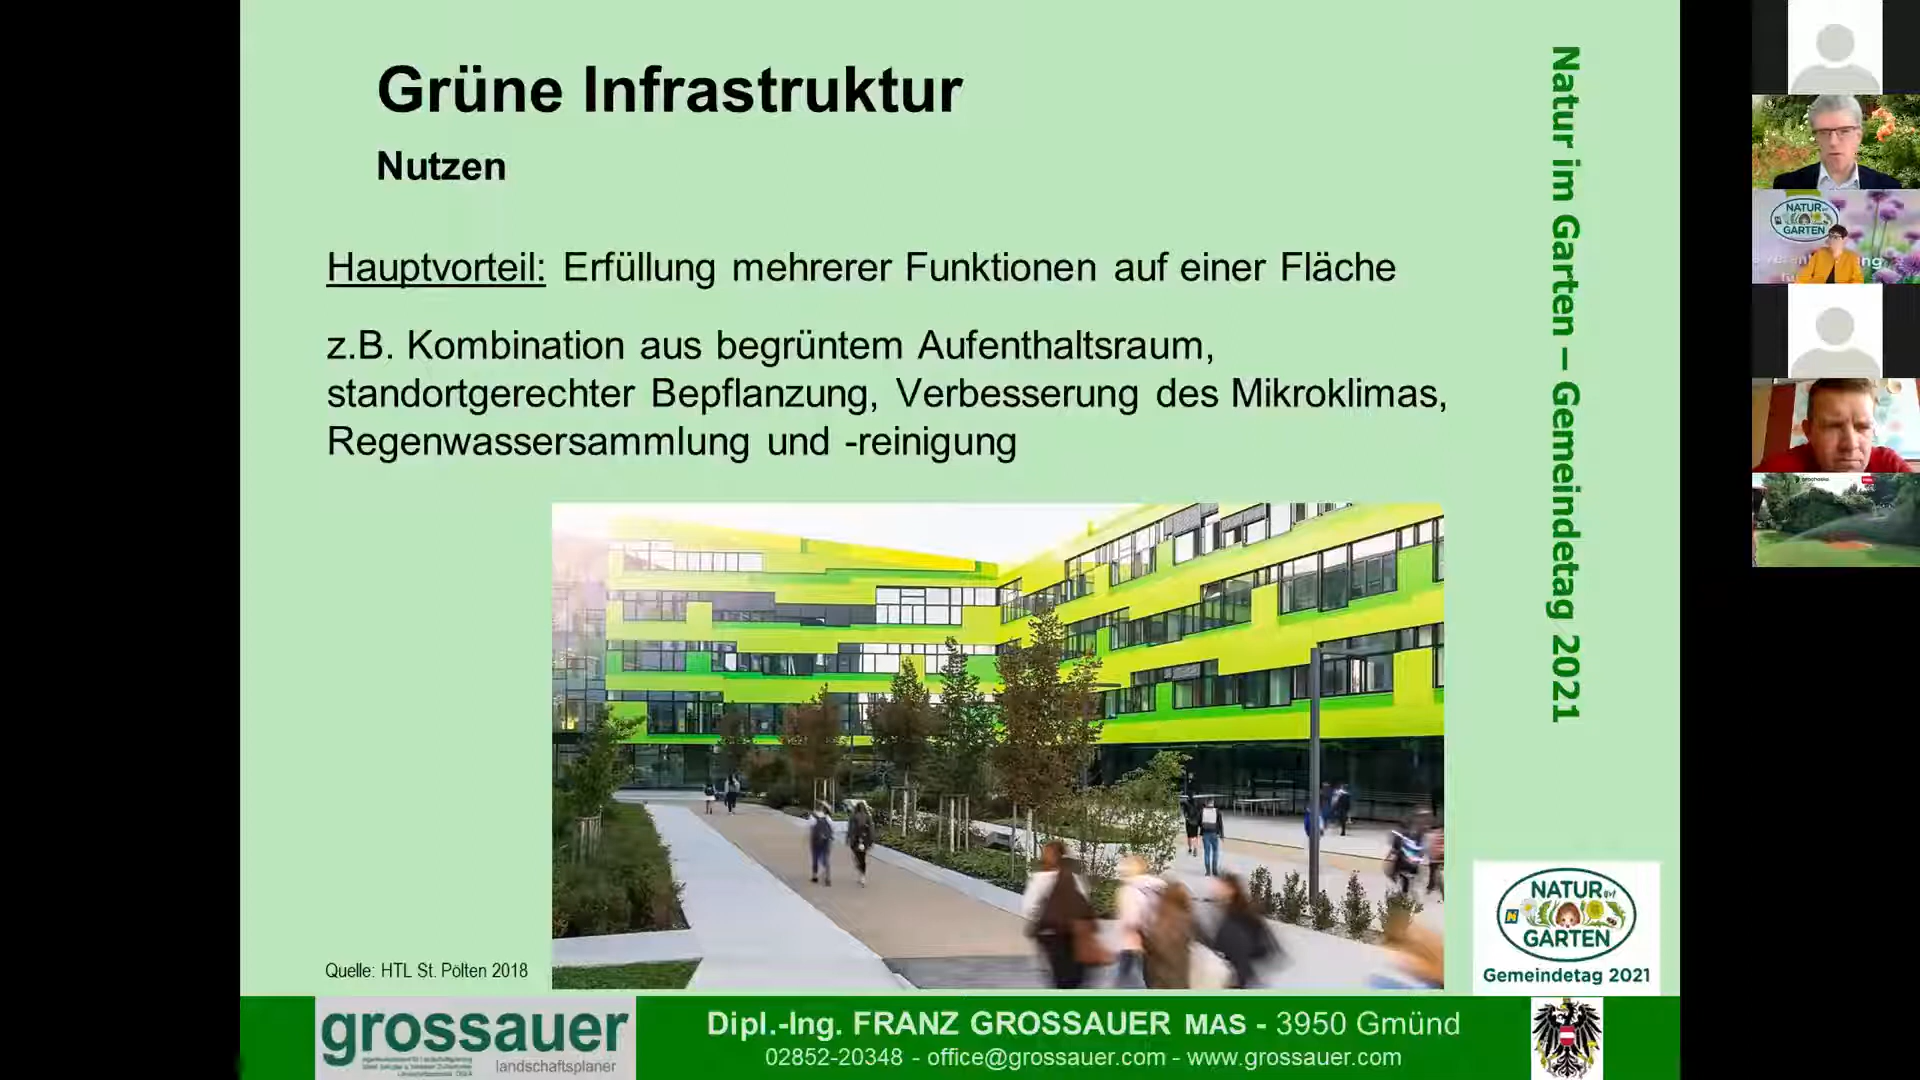 Grüne Infrastruktur
Nutzen
Hauptvorteil: Erfüllung mehrerer Funktionen auf einer Fläche
z.B. Kombination aus begrüntem Aufenthaltsraum,
standortgerechter Bepflanzung, Verbesserung des Mikroklimas,
Regenwassersammlung und -reinigung
Quelle: HTL St. Pölten 2018
Natur im Garten – Gemeindetag 2021
NATUR
GARTEN
NATUR im
GARTEN
Gemeindetag 2021
grossauer
landschaftsplaner
Dipl.-Ing. FRANZ GROSSAUER MAS - 3950 Gmünd
02852-20348 - office@grossauer.com - www.grossauer.com